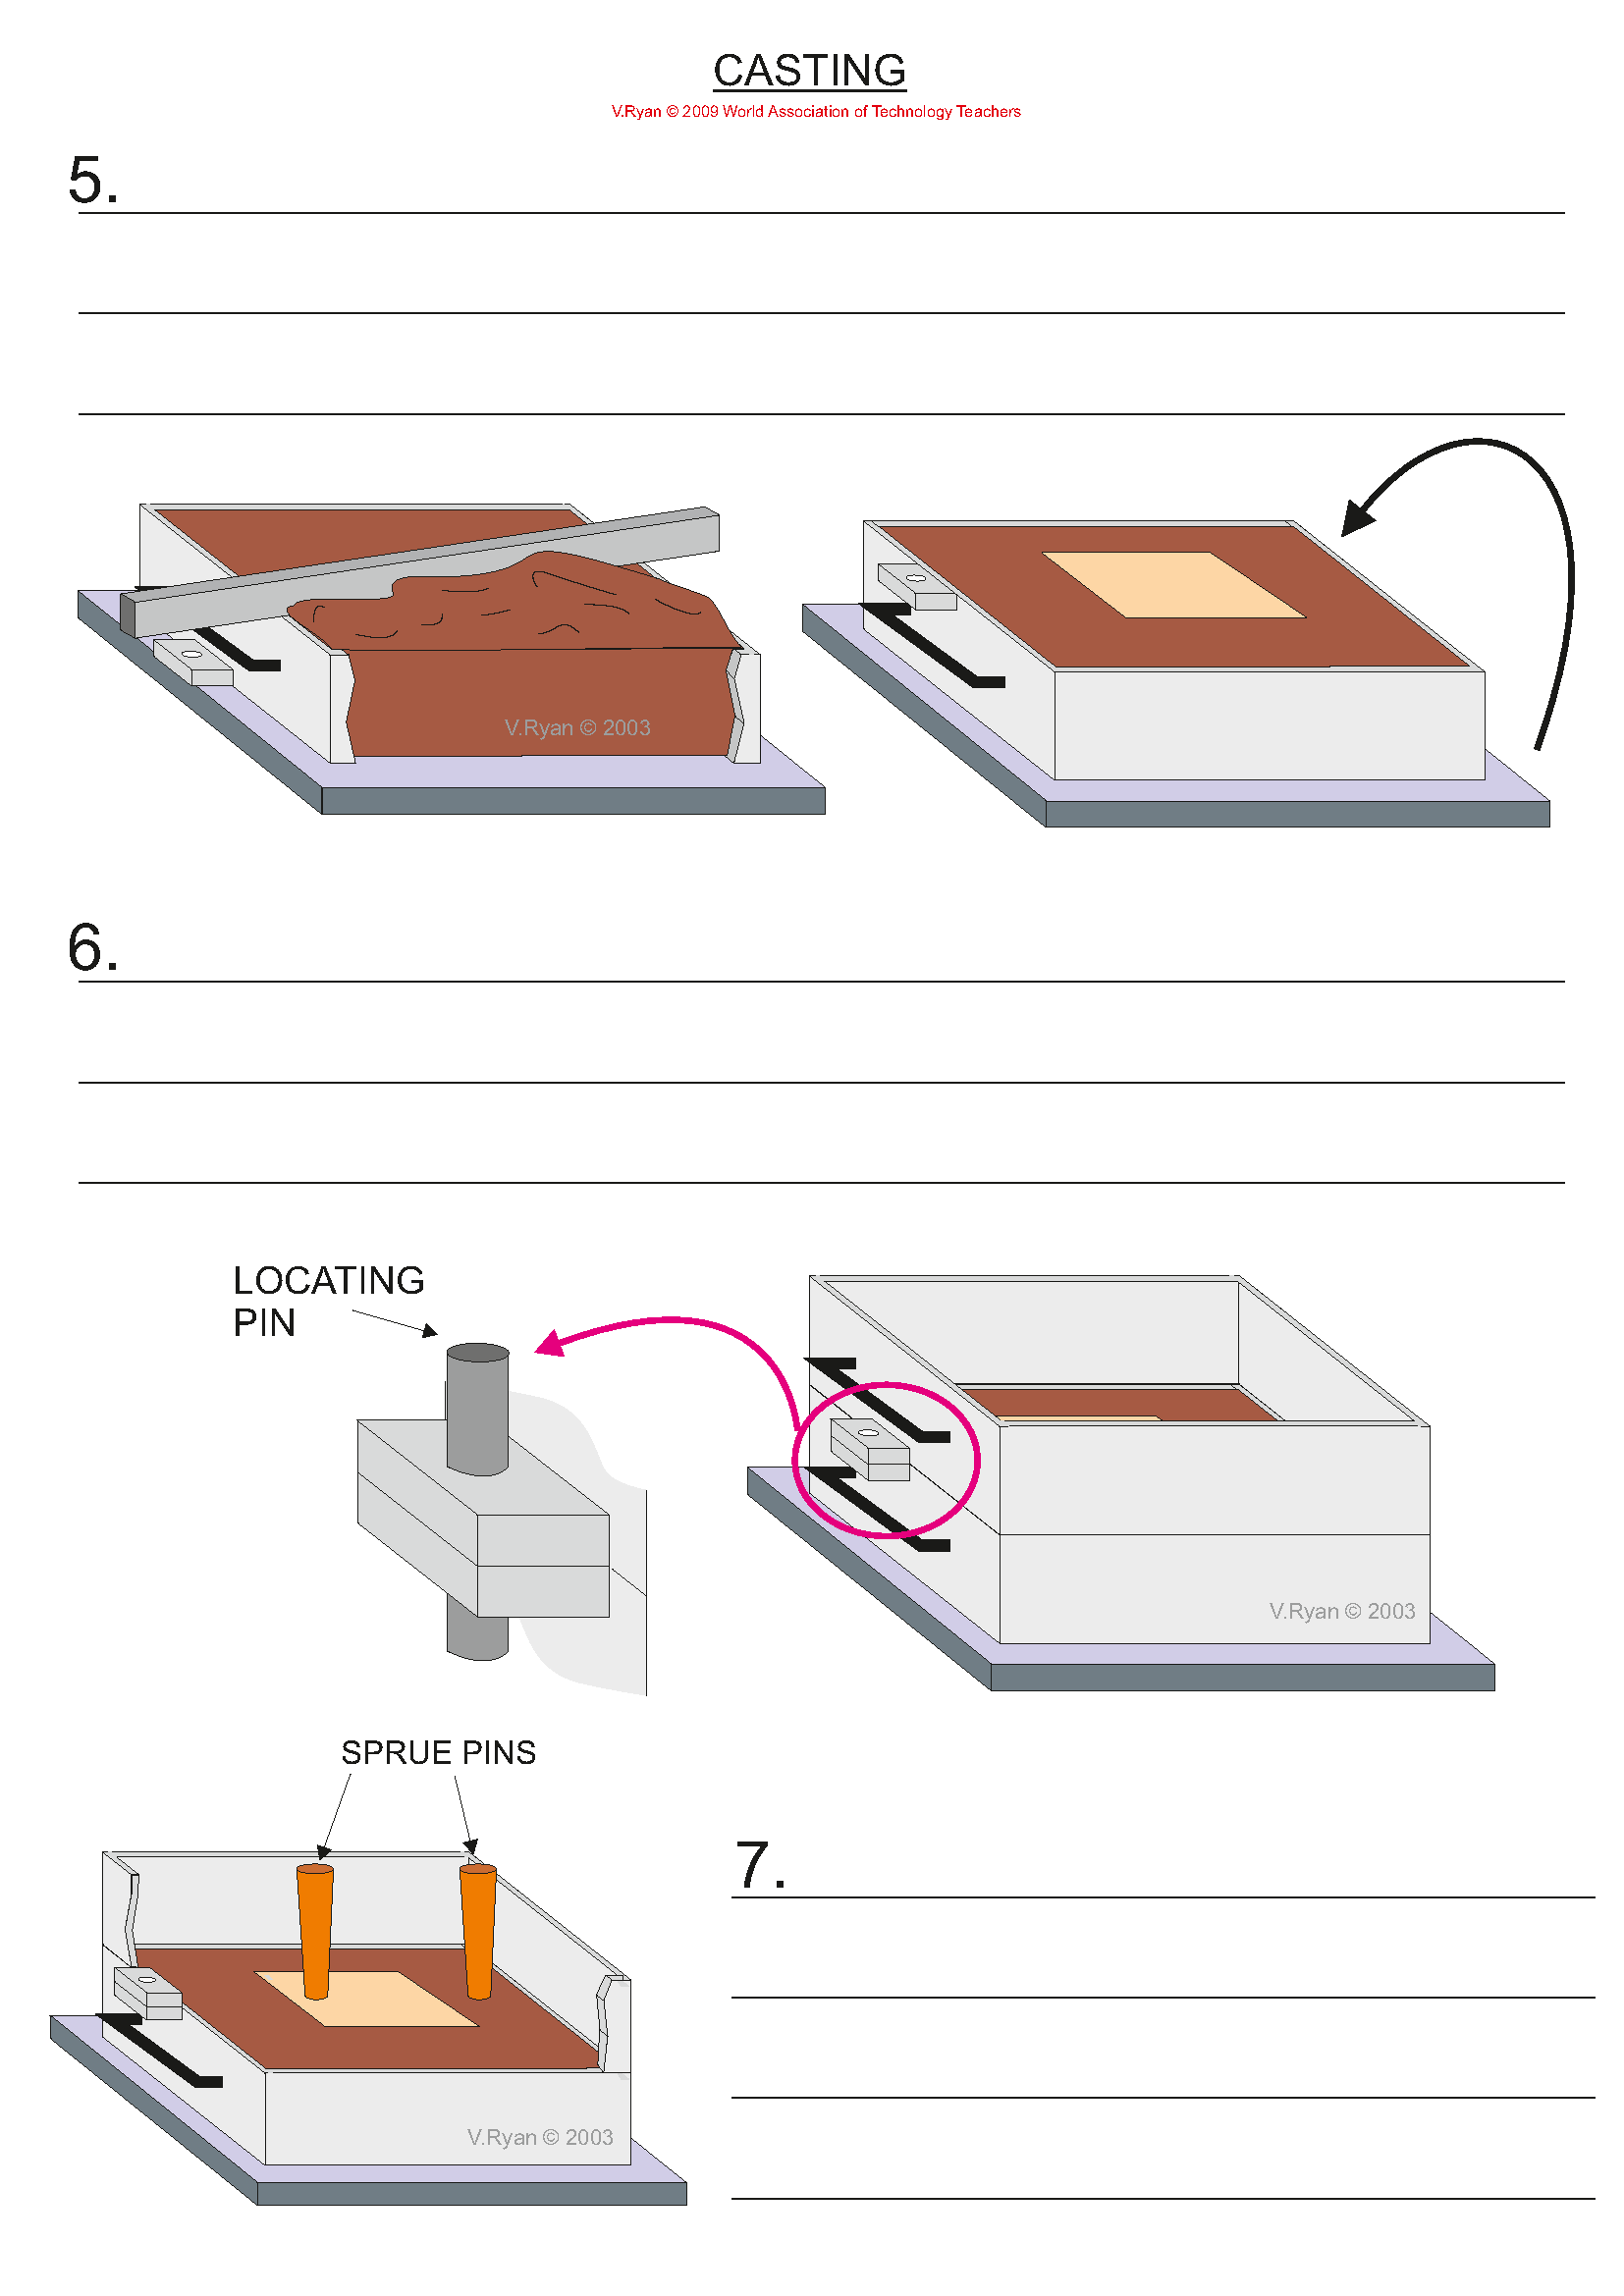 CASTING
V.Ryan © 2009 World Association of Technology Teachers
5.
V.Ryan © 2003
6.
LOCATING
PIN
V.Ryan © 2003
SPRUE PINS
7.
V.Ryan © 2003